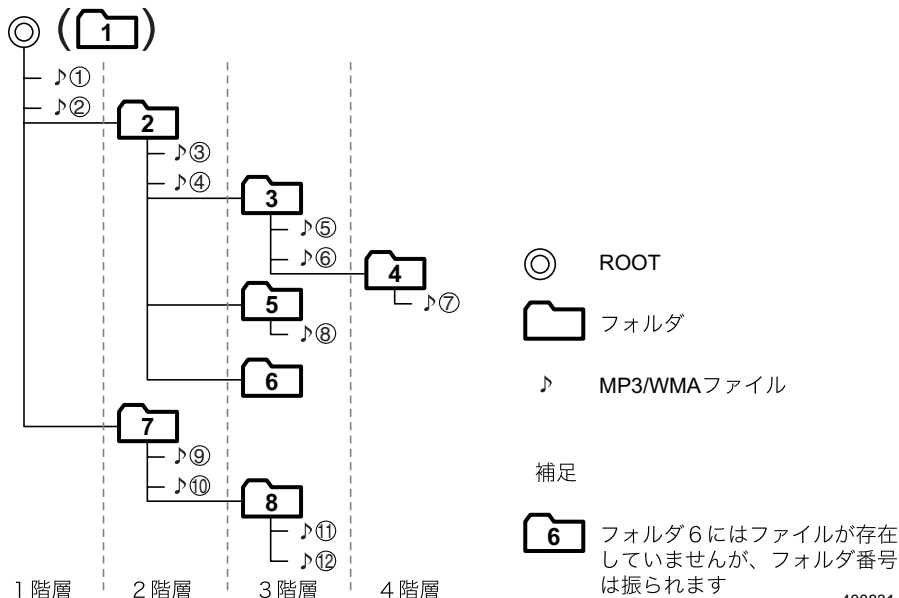 (1)
♪①
♪②
2
♪③
♪④
3
♪⑤
♪⑥
4
♪⑦
5
♪⑧
6
7
♪⑨
♪⑩
8
♪⑪
♪⑫
1階層 2階層 3階層 4階層
ROOT
フォルダ
♪ MP3/WMAファイル
補足
6 フォルダ6にはファイルが存在
していませんが、フォルダ番号
は振られます